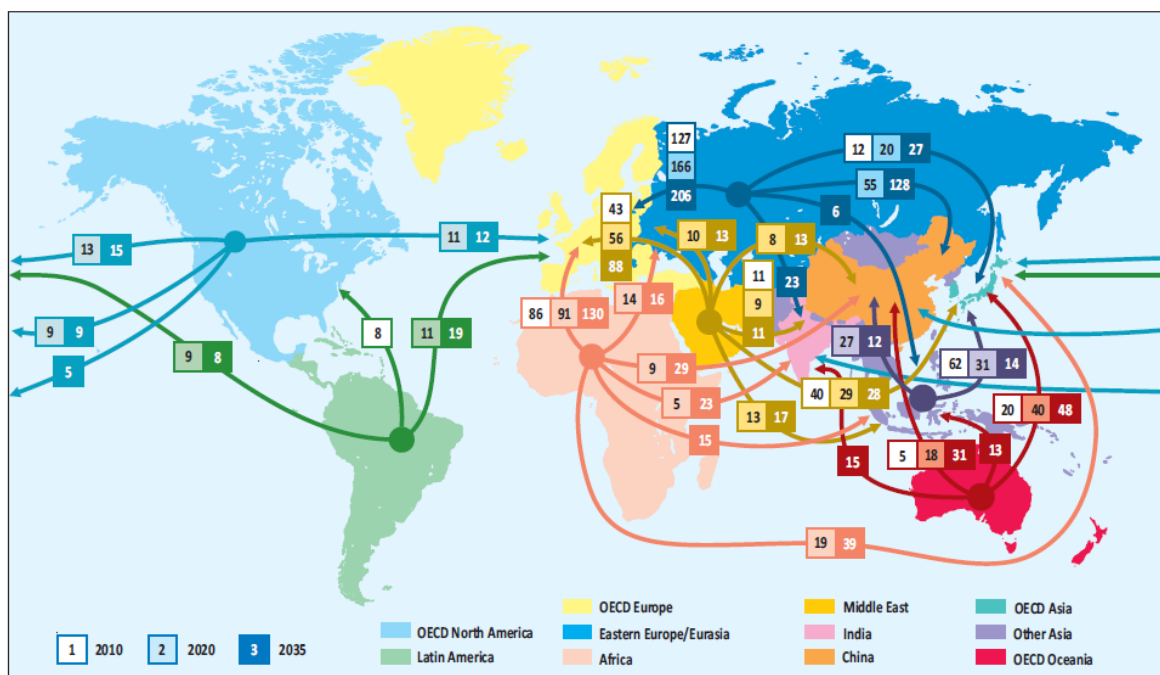 127
166
206
12 20 27
55 128
6
43
56
88
10 13
8 13
11
9
11
23
13 15
11 12
9 9
5
9 8
8
11 19
86 91 130
14 16
9 29
5 23
15
40 29 28
13 17
27 12
62 31 14
20 40 48
5 18 31
13
15
19 39
1 2010
2 2020
3 2035
OECD North America
Latin America
OECD Europe
Eastern Europe/Eurasia
Africa
Middle East
India
China
OECD Asia
Other Asia
OECD Oceania